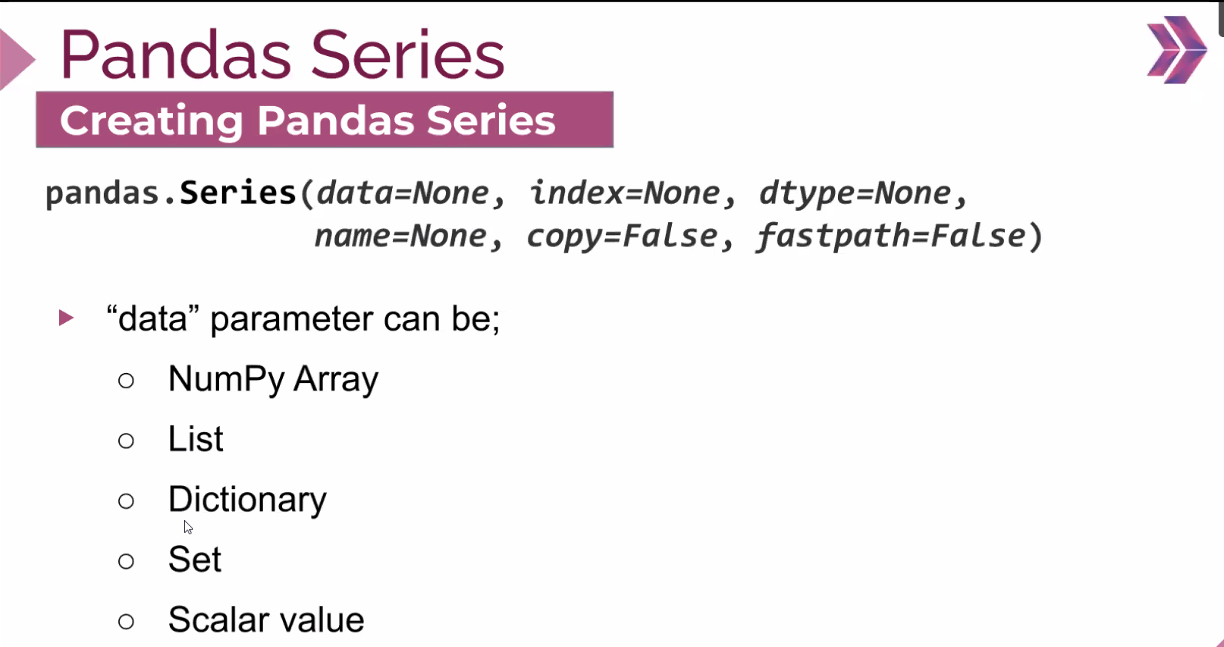 Pandas Series
Creating Pandas Series
pandas.Series(data=None, index=None, dtype=None,
name=None, copy=False, fastpath=False)
“data” parameter can be;
NumPy Array
List
Dictionary
Set
Scalar value